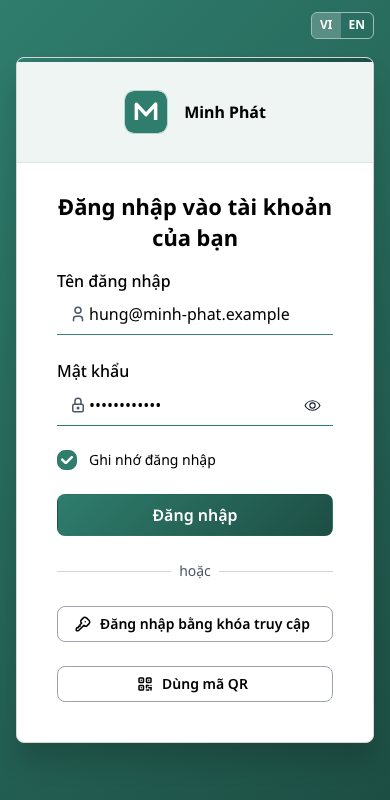 VI EN
Minh Phát
Đăng nhập vào tài khoản
của bạn
Tên đăng nhập
hung@minh-phat.example
Mật khẩu
••••••••••••
Ghi nhớ đăng nhập
Đăng nhập
hoặc
Đăng nhập bằng khóa truy cập
Dùng mã QR